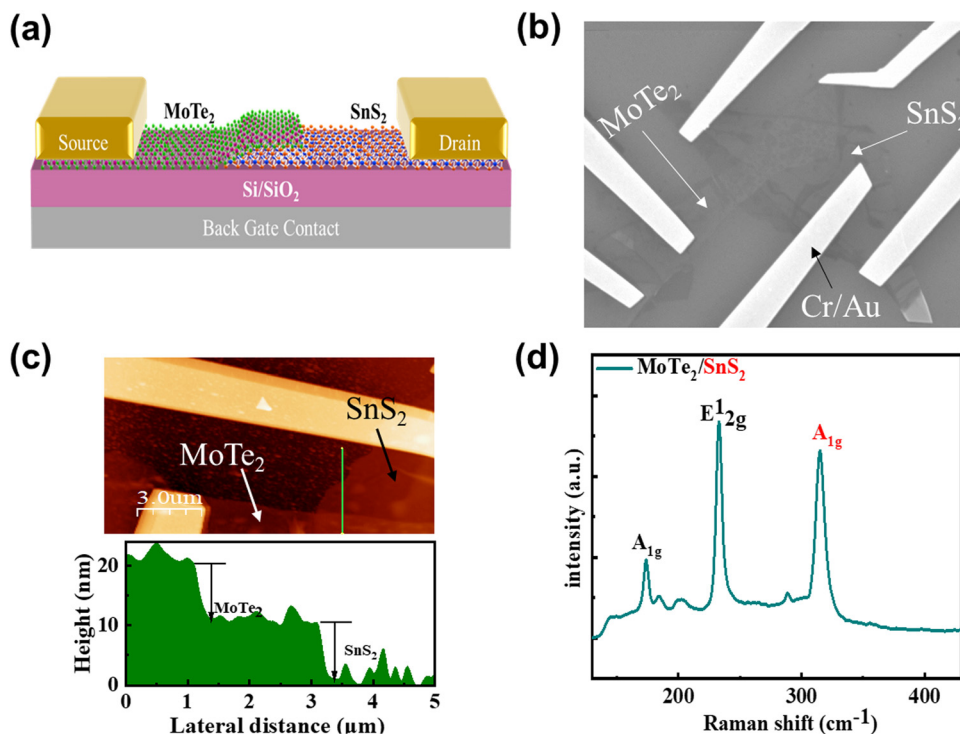 (a)
MoTe₂
SnS₂
Source
Drain
Si/SiO₂
Back Gate Contact
(b)
MoTe₂
SnS₂
Cr/Au
(c)
SnS₂
MoTe₂
3.0um
20
10
0
Height (nm)
MoTe₂
SnS₂
0 1 2 3 4 5
Lateral distance (μm)
(d)
MoTe₂/SnS₂
E¹₂g
A₁g
A₁g
intensity (a.u.)
200 300 400
Raman shift (cm⁻¹)